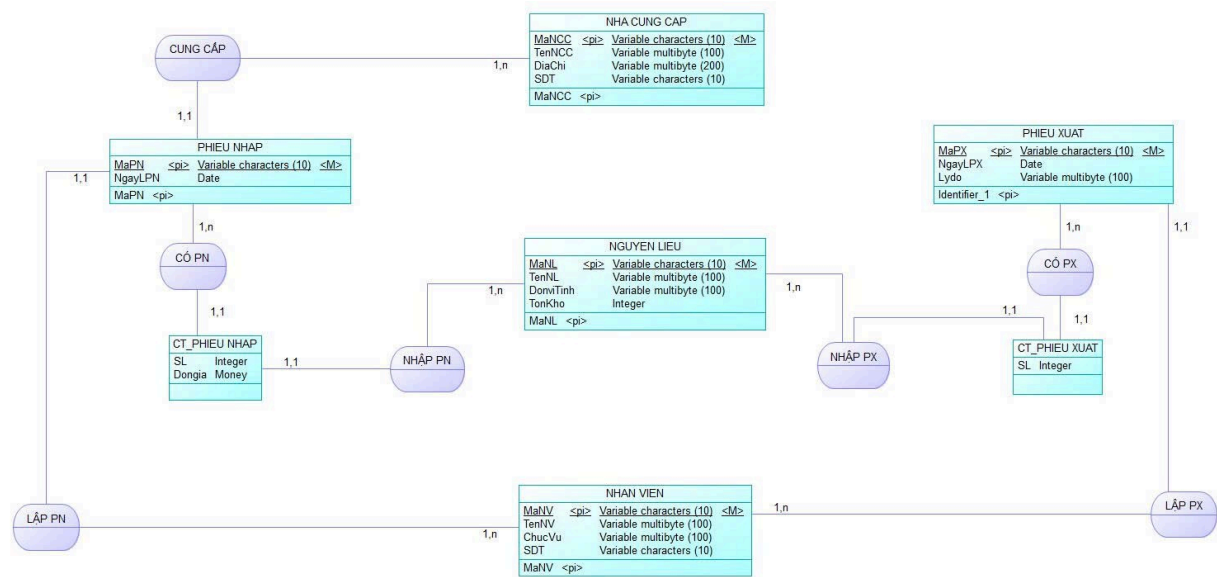 NHA CUNG CAP
MaNCC <pi> Variable characters (10) <M>
TenNCC Variable multibyte (100)
DiaChi Variable multibyte (200)
SDT Variable characters (10)
MaNCC <pi>
CUNG CẤP
1,n
1,1
PHIEU NHAP
MaPN <pi> Variable characters (10) <M>
NgayLPN Date
MaPN <pi>
PHIEU XUAT
MaPX <pi> Variable characters (10) <M>
NgayLPX Date
Lydo Variable multibyte (100)
Identifier_1 <pi>
1,1
1,n
1,n
1,1
CÓ PN
NGUYEN LIEU
MaNL <pi> Variable characters (10) <M>
TenNL Variable multibyte (100)
DonviTinh Variable multibyte (100)
TonKho Integer
MaNL <pi>
CÓ PX
1,n
1,n
1,1
1,1
1,1
CT_PHIEU NHAP
SL Integer
Dongia Money
1,1
NHẬP PN
NHẬP PX
CT_PHIEU XUAT
SL Integer
NHAN VIEN
MaNV <pi> Variable characters (10) <M>
TenNV Variable multibyte (100)
ChucVu Variable multibyte (100)
SDT Variable characters (10)
MaNV <pi>
LẬP PN
1,n
1,n
LẬP PX